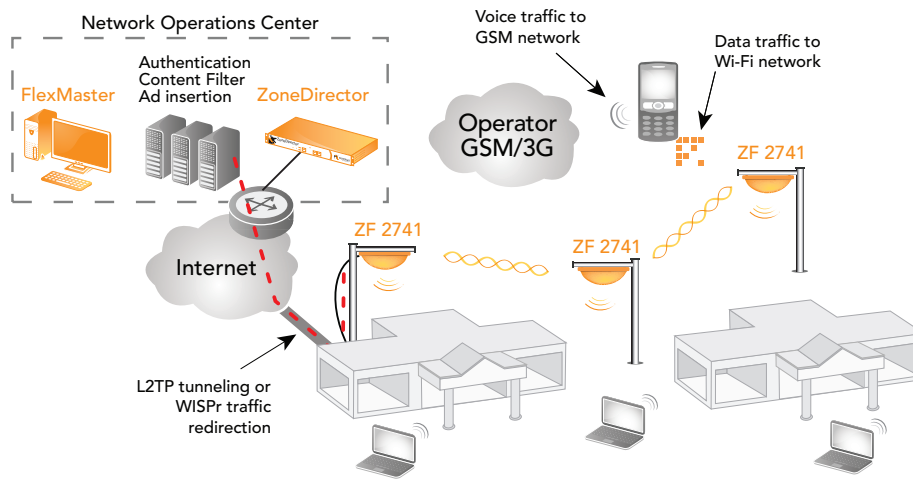 Network Operations Center
Authentication
Content Filter
Ad insertion
FlexMaster
ZoneDirector
Voice traffic to
GSM network
Data traffic to
Wi-Fi network
Operator
GSM/3G
ZF 2741
ZF 2741
ZF 2741
Internet
L2TP tunneling or
WISPr traffic
redirection